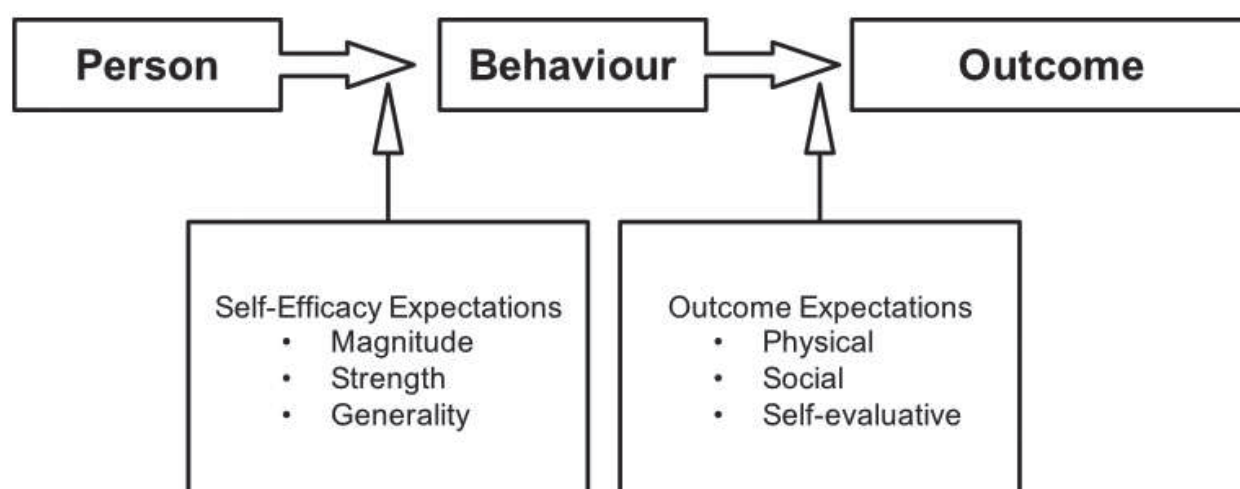 Person
Behaviour
Outcome
Self-Efficacy Expectations
• Magnitude
• Strength
• Generality
Outcome Expectations
• Physical
• Social
• Self-evaluative